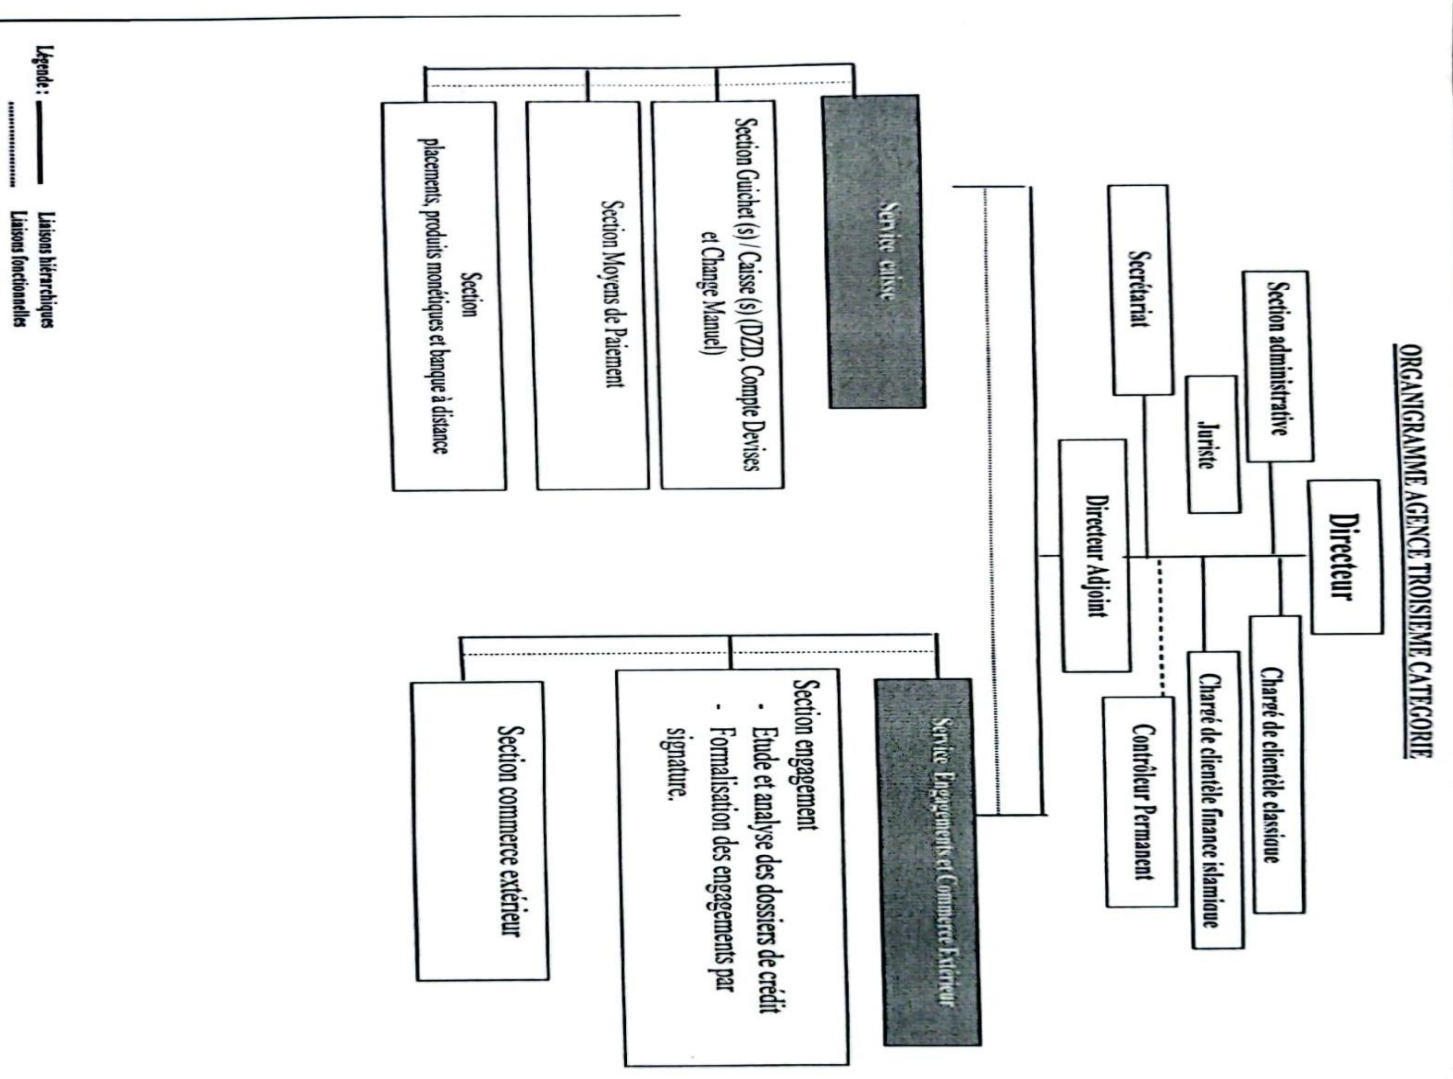 ORGANIGRAMME AGENCE TROISIEME CATEGORIE
Directeur
Section administrative
Chargé de clientèle classique
Juriste
Chargé de clientèle finance islamique
Secrétariat
Contrôleur Permanent
Directeur Adjoint
Service caisse
Section Guichet (s) / Caisse (s) (DZD, Compte Devises
et Change Manuel)
Section Moyens de Paiement
Section
placements, produits monétiques et banque à distance
Service Engagements et Commerce Extérieur
Section engagement
- Etude et analyse des dossiers de crédit
- Formalisation des engagements par
signature.
Section commerce extérieur
Légende :
Liaisons hiérarchiques
Liaisons fonctionnelles